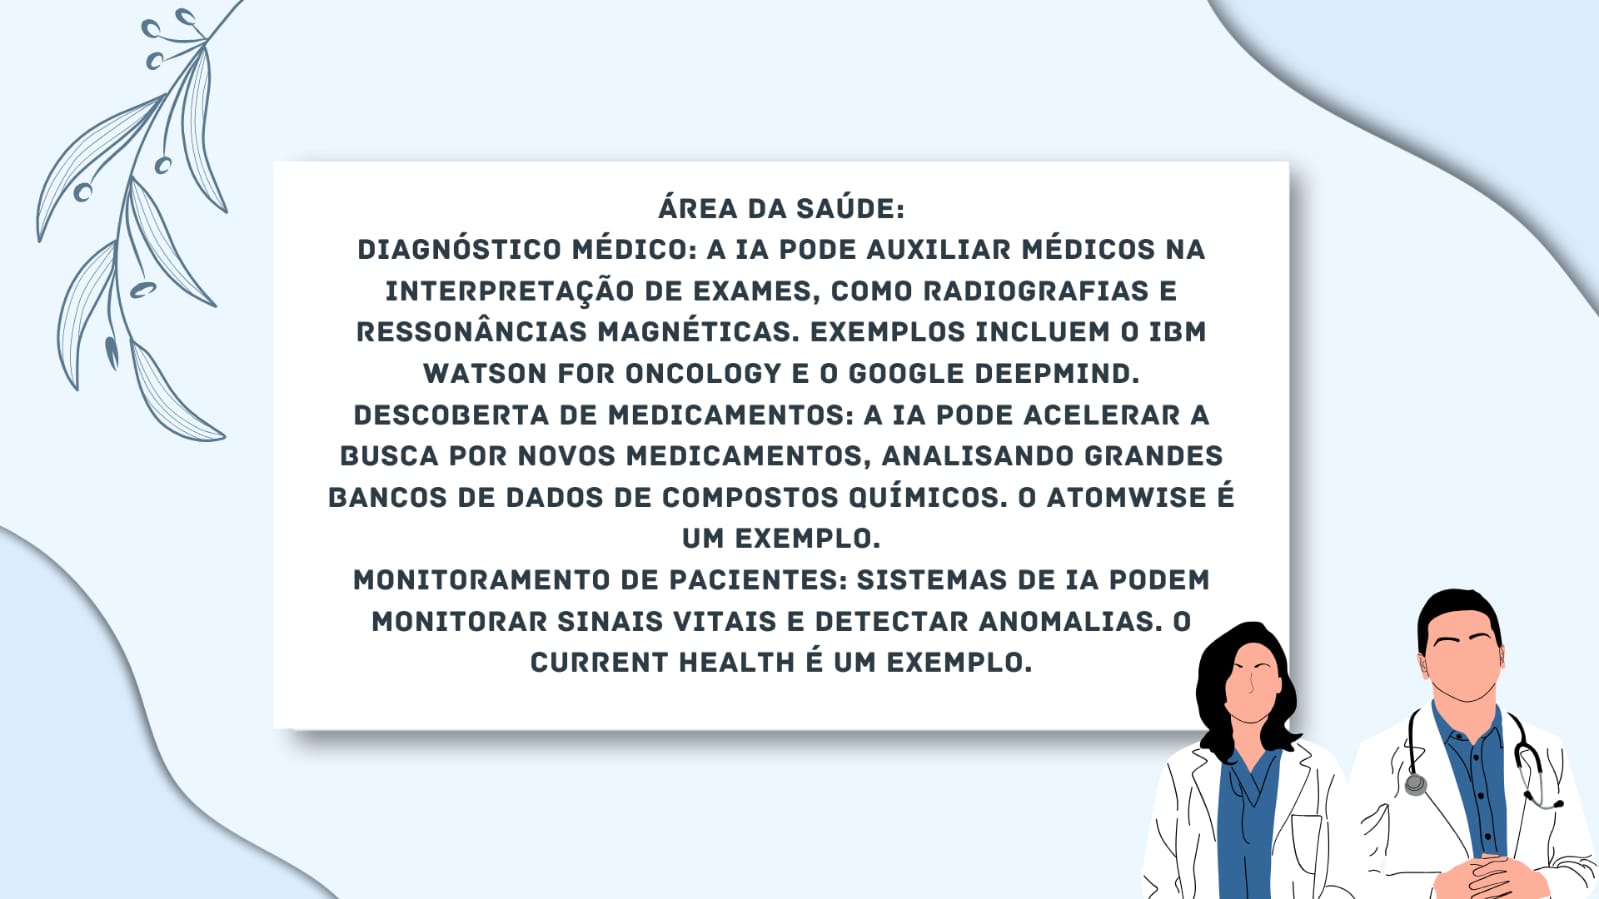 ÁREA DA SAÚDE:
DIAGNÓSTICO MÉDICO: A IA PODE AUXILIAR MÉDICOS NA
INTERPRETAÇÃO DE EXAMES, COMO RADIOGRAFIAS E
RESSONÂNCIAS MAGNÉTICAS. EXEMPLOS INCLUEM O IBM
WATSON FOR ONCOLOGY E O GOOGLE DEEPMIND.
DESCOBERTA DE MEDICAMENTOS: A IA PODE ACELERAR A
BUSCA POR NOVOS MEDICAMENTOS, ANALISANDO GRANDES
BANCOS DE DADOS DE COMPOSTOS QUÍMICOS. O ATOMWISE É
UM EXEMPLO.
MONITORAMENTO DE PACIENTES: SISTEMAS DE IA PODEM
MONITORAR SINAIS VITAIS E DETECTAR ANOMALIAS. O
CURRENT HEALTH É UM EXEMPLO.